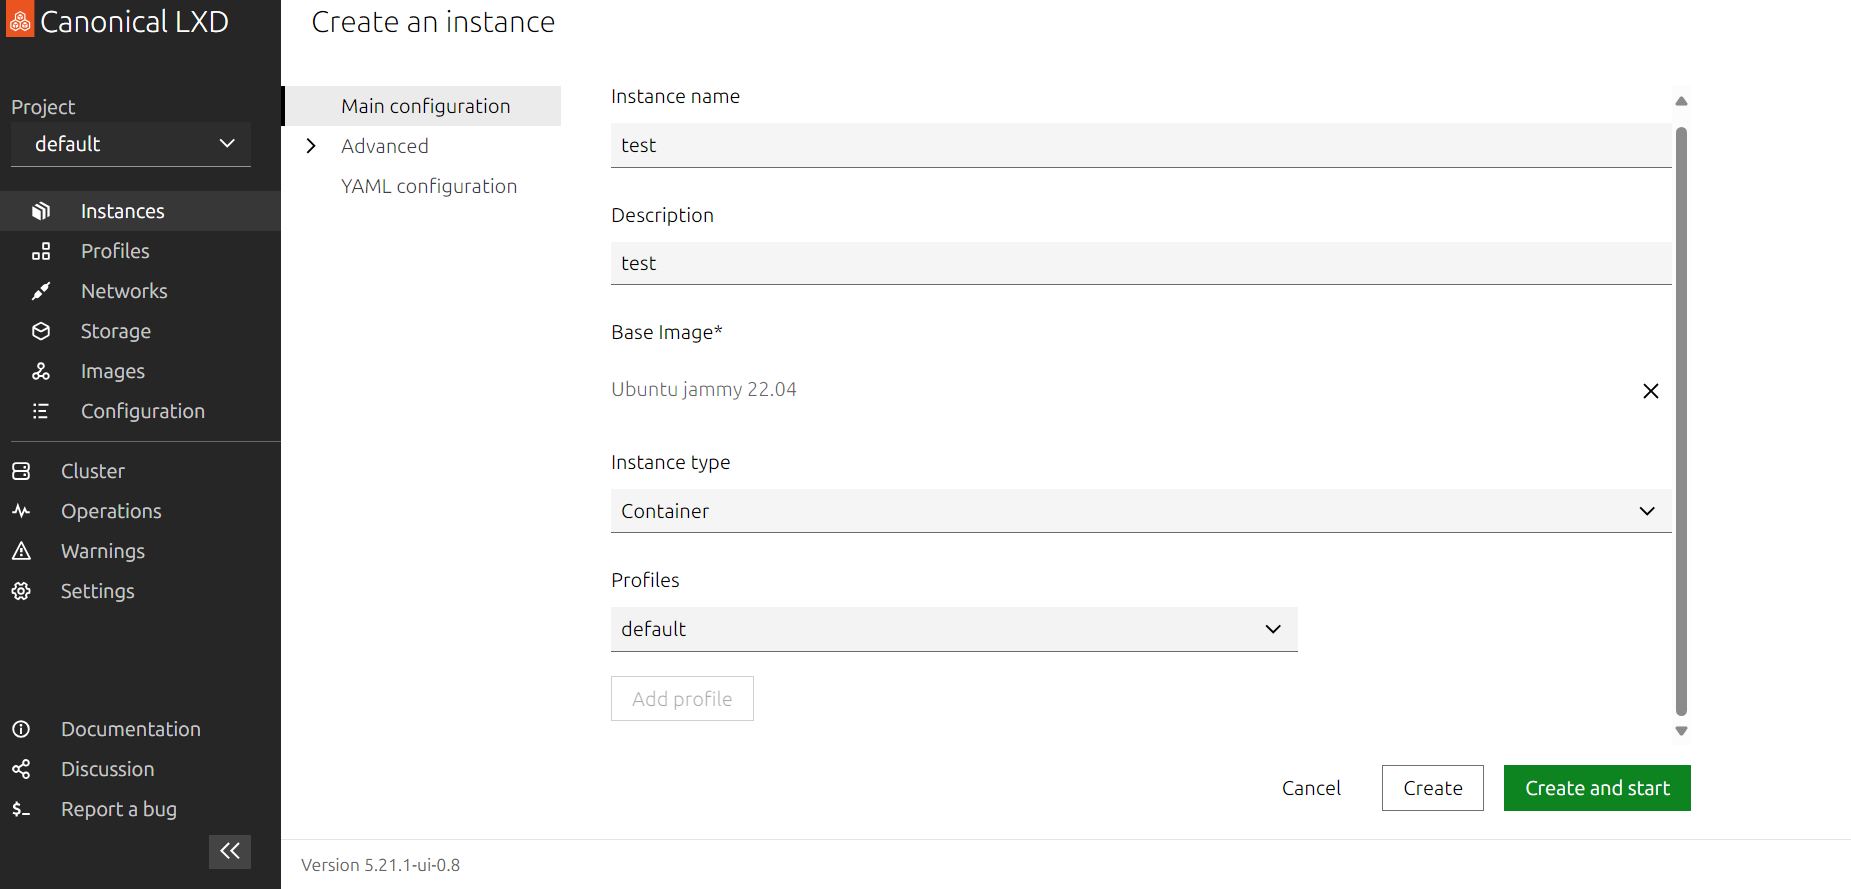 Canonical LXD
Project
default
Instances
Profiles
Networks
Storage
Images
Configuration
Cluster
Operations
Warnings
Settings
Documentation
Discussion
Report a bug
Create an instance
Main configuration
Advanced
YAML configuration
Instance name
test
Description
test
Base Image*
Ubuntu jammy 22.04
Instance type
Container
Profiles
default
Add profile
Cancel
Create
Create and start
Version 5.21.1-ui-0.8